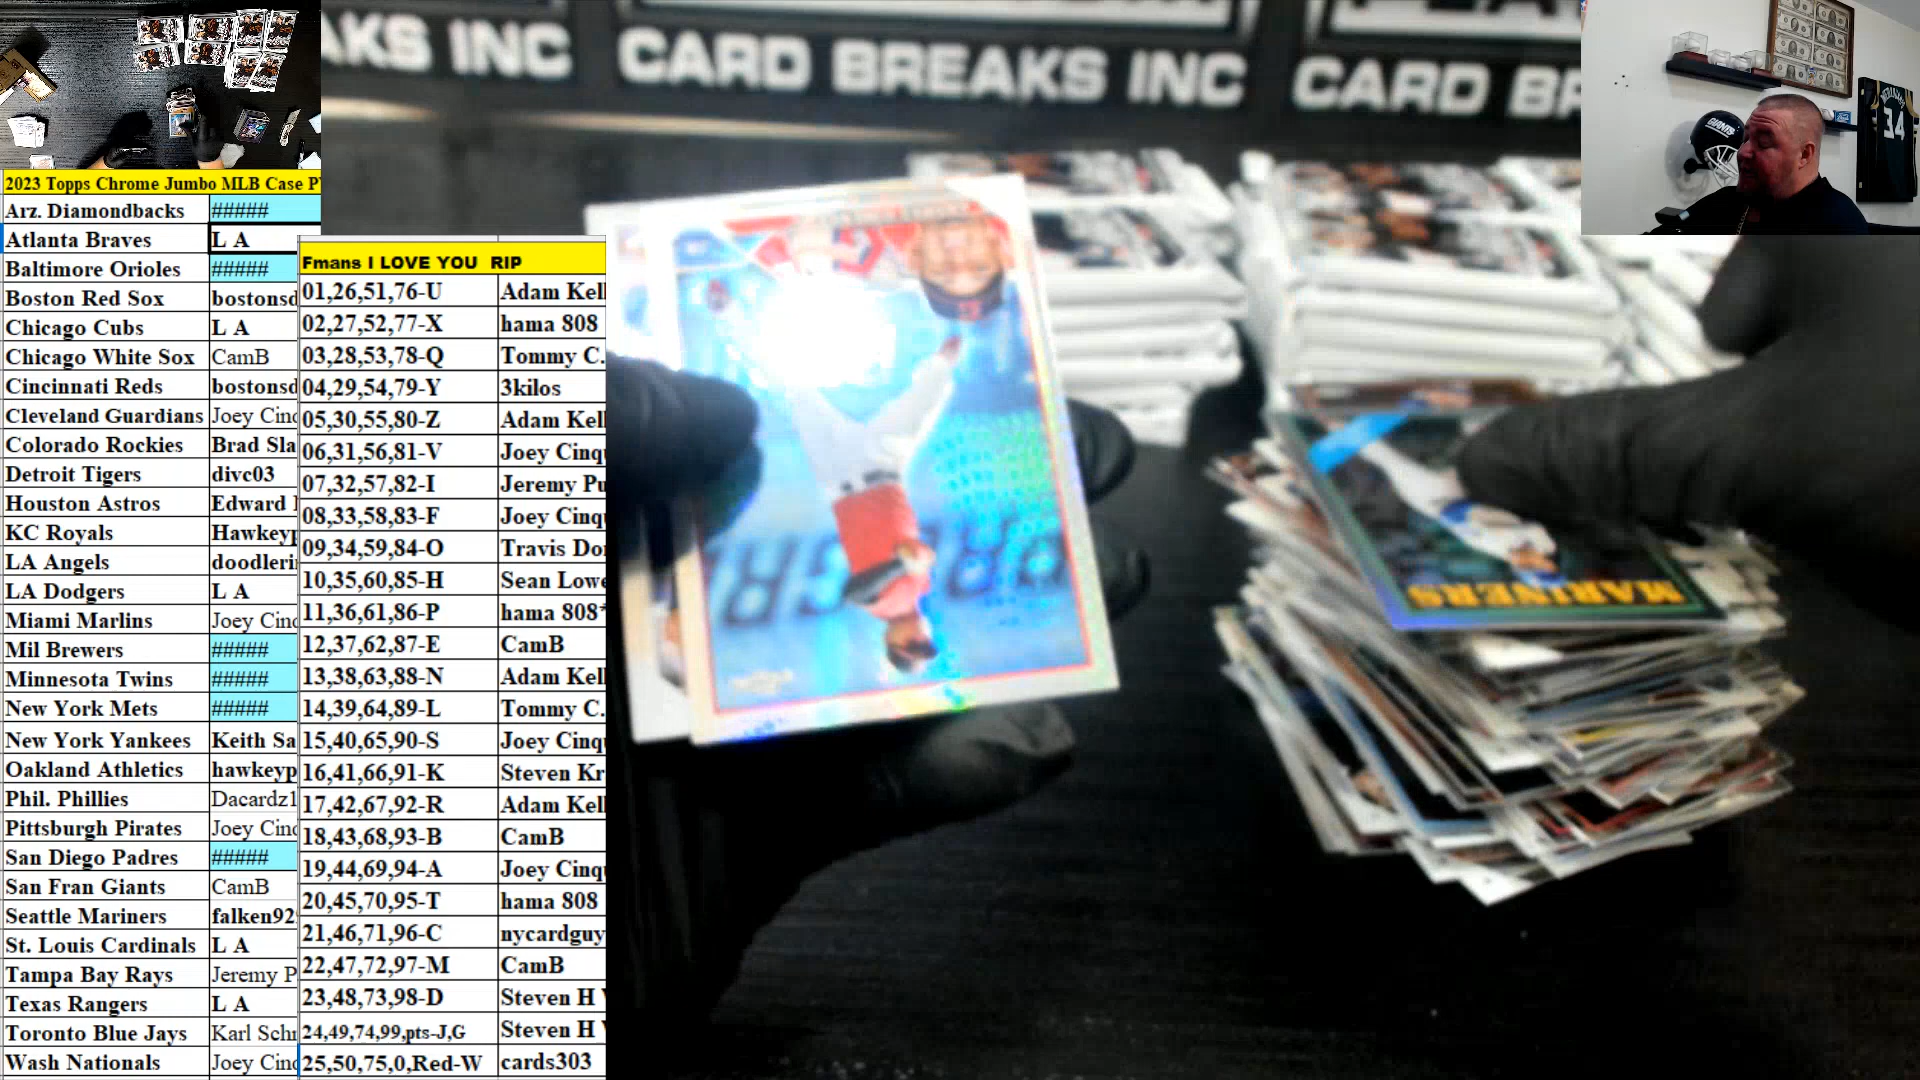 AKS INC CARD BREAKS INC CARD BR
GIANTS
34
2023 Topps Chrome Jumbo MLB Case P
Arz. Diamondbacks #####
Atlanta Braves L A
Baltimore Orioles #####
Boston Red Sox bostonsd
Chicago Cubs L A
Chicago White Sox CamB
Cincinnati Reds bostonsd
Cleveland Guardians Joey Cinq
Colorado Rockies Brad Sla
Detroit Tigers divc03
Houston Astros Edward
KC Royals Hawkeyp
LA Angels doodleri
LA Dodgers L A
Miami Marlins Joey Cinq
Mil Brewers #####
Minnesota Twins #####
New York Mets #####
New York Yankees Keith Sa
Oakland Athletics hawkeyp
Phil. Phillies Dacardz1
Pittsburgh Pirates Joey Cinq
San Diego Padres #####
San Fran Giants CamB
Seattle Mariners falken92
St. Louis Cardinals L A
Tampa Bay Rays Jeremy P
Texas Rangers L A
Toronto Blue Jays Karl Schr
Wash Nationals Joey Cinq
Fmans I LOVE YOU RIP
01,26,51,76-U Adam Kell
02,27,52,77-X hama 808
03,28,53,78-Q Tommy C.
04,29,54,79-Y 3kilos
05,30,55,80-Z Adam Kell
06,31,56,81-V Joey Cinqu
07,32,57,82-I Jeremy Pu
08,33,58,83-F Joey Cinqu
09,34,59,84-O Travis Do
10,35,60,85-H Sean Lowe
11,36,61,86-P hama 808*
12,37,62,87-E CamB
13,38,63,88-N Adam Kell
14,39,64,89-L Tommy C.
15,40,65,90-S Joey Cinqu
16,41,66,91-K Steven Kr
17,42,67,92-R Adam Kell
18,43,68,93-B CamB
19,44,69,94-A Joey Cinqu
20,45,70,95-T hama 808
21,46,71,96-C nycardguy
22,47,72,97-M CamB
23,48,73,98-D Steven H
24,49,74,99,pts-J,G Steven H
25,50,75,0,Red-W cards303
MARINERS